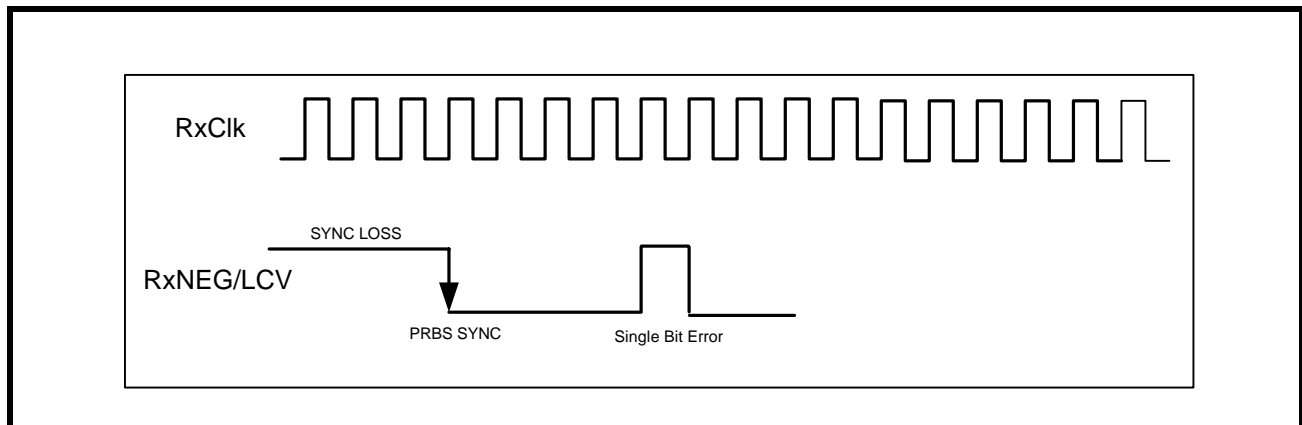 RxClk
SYNC LOSS
RxNEG/LCV
PRBS SYNC
Single Bit Error